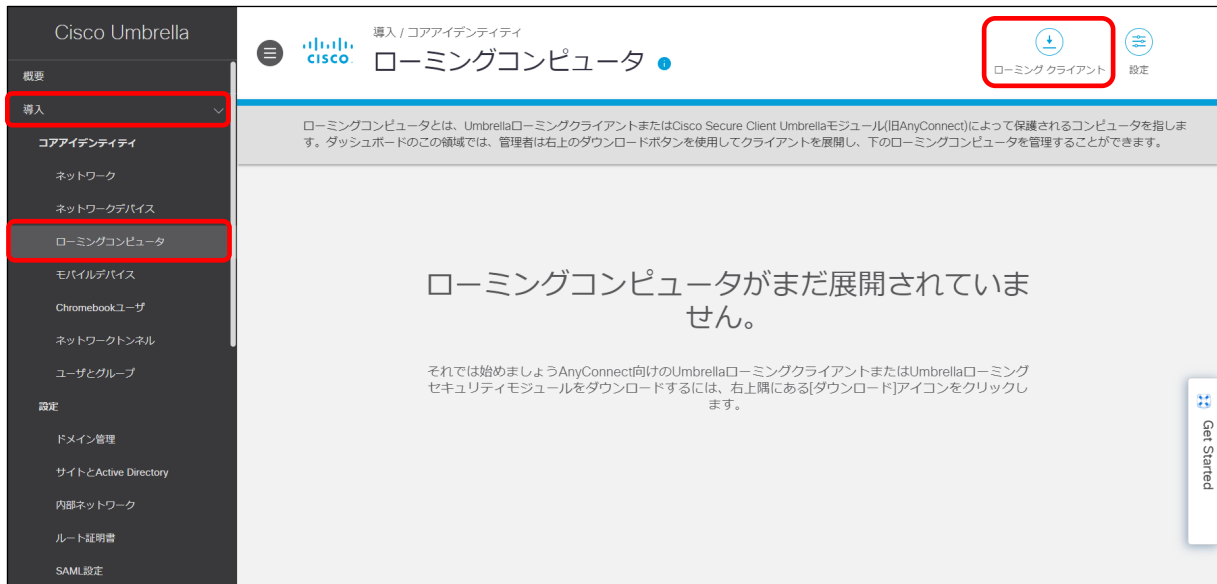 Cisco Umbrella
概要
導入
コアアイデンティティ
ネットワーク
ネットワークデバイス
ローミングコンピュータ
モバイルデバイス
Chromebookユーザ
ネットワークトンネル
ユーザとグループ
設定
ドメイン管理
サイトとActive Directory
内部ネットワーク
ルート証明書
SAML設定
CISCO
導入 / コアアイデンティティ
ローミングコンピュータ
ローミング クライアント
設定
ローミングコンピュータとは、UmbrellaローミングクライアントまたはCisco Secure Client Umbrellaモジュール(旧AnyConnect)によって保護されるコンピュータを指しま
す。ダッシュボードのこの領域では、管理者は右上のダウンロードボタンを使用してクライアントを展開し、下のローミングコンピュータを管理することができます。
ローミングコンピュータがまだ展開されていま
せん。
それでは始めましょうAnyConnect向けのUmbrellaローミングクライアントまたはUmbrellaローミング
セキュリティモジュールをダウンロードするには、右上隅にある[ダウンロード]アイコンをクリックし
ます。
Get Started